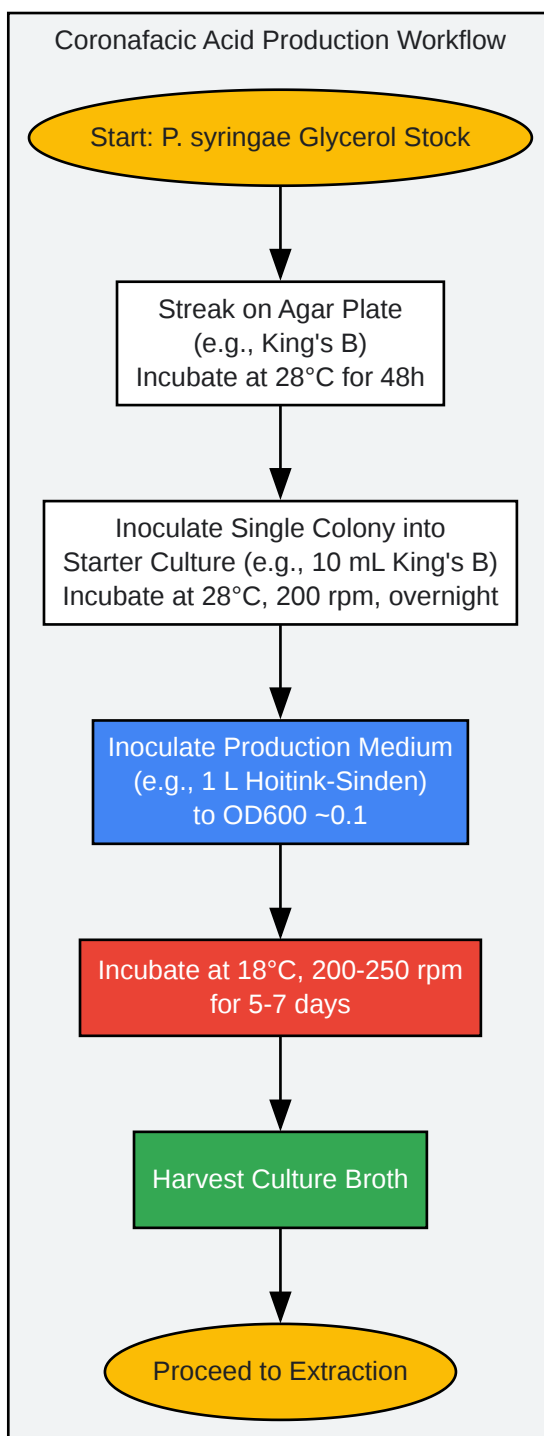 Coronafacic Acid Production Workflow
Start: P. syringae Glycerol Stock
Streak on Agar Plate
(e.g., King's B)
Incubate at 28°C for 48h
Inoculate Single Colony into
Starter Culture (e.g., 10 mL King's B)
Incubate at 28°C, 200 rpm, overnight
Inoculate Production Medium
(e.g., 1 L Hoitink-Sinden)
to OD600 ~0.1
Incubate at 18°C, 200-250 rpm
for 5-7 days
Harvest Culture Broth
Proceed to Extraction